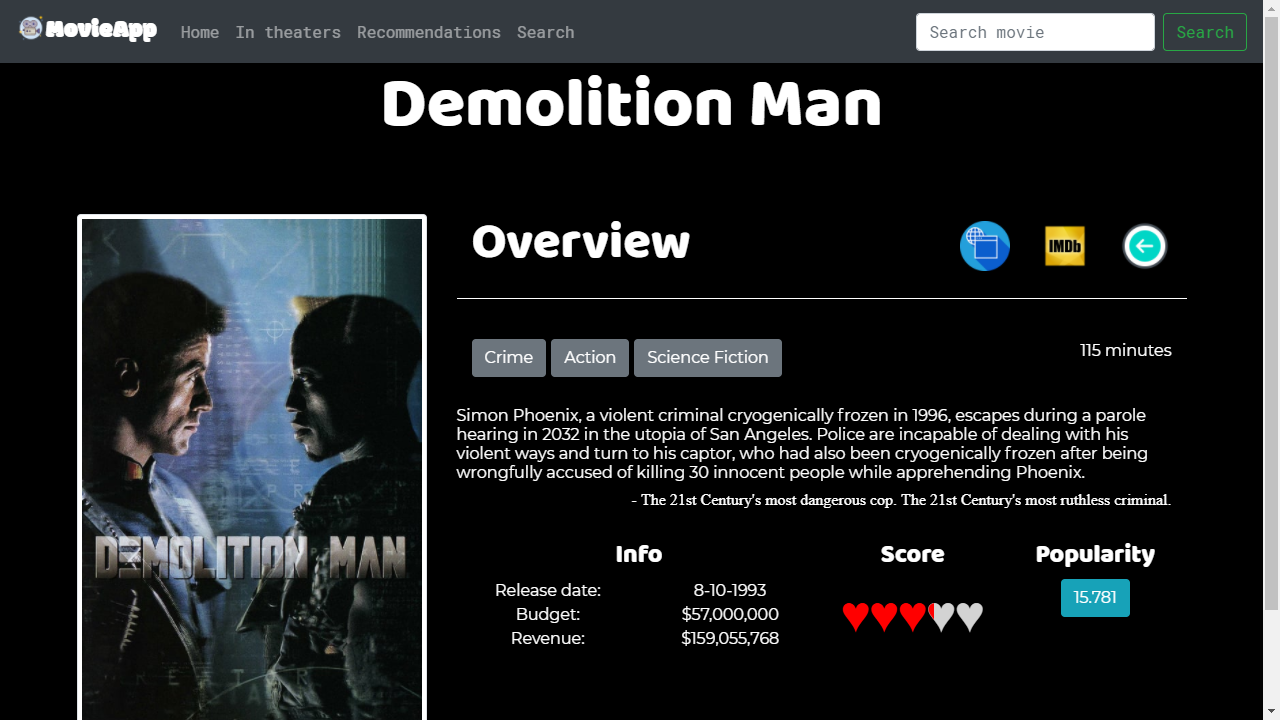 MovieApp
Home
In theaters
Recommendations
Search
Search movie
Search
Demolition Man
DEMOLITION MAN
Overview
IMDb
Crime
Action
Science Fiction
115 minutes
Simon Phoenix, a violent criminal cryogenically frozen in 1996, escapes during a parole
hearing in 2032 in the utopia of San Angeles. Police are incapable of dealing with his
violent ways and turn to his captor, who had also been cryogenically frozen after being
wrongfully accused of killing 30 innocent people while apprehending Phoenix.
- The 21st Century's most dangerous cop. The 21st Century's most ruthless criminal.
Info
Release date: 8-10-1993
Budget: $57,000,000
Revenue: $159,055,768
Score
Popularity
15.781